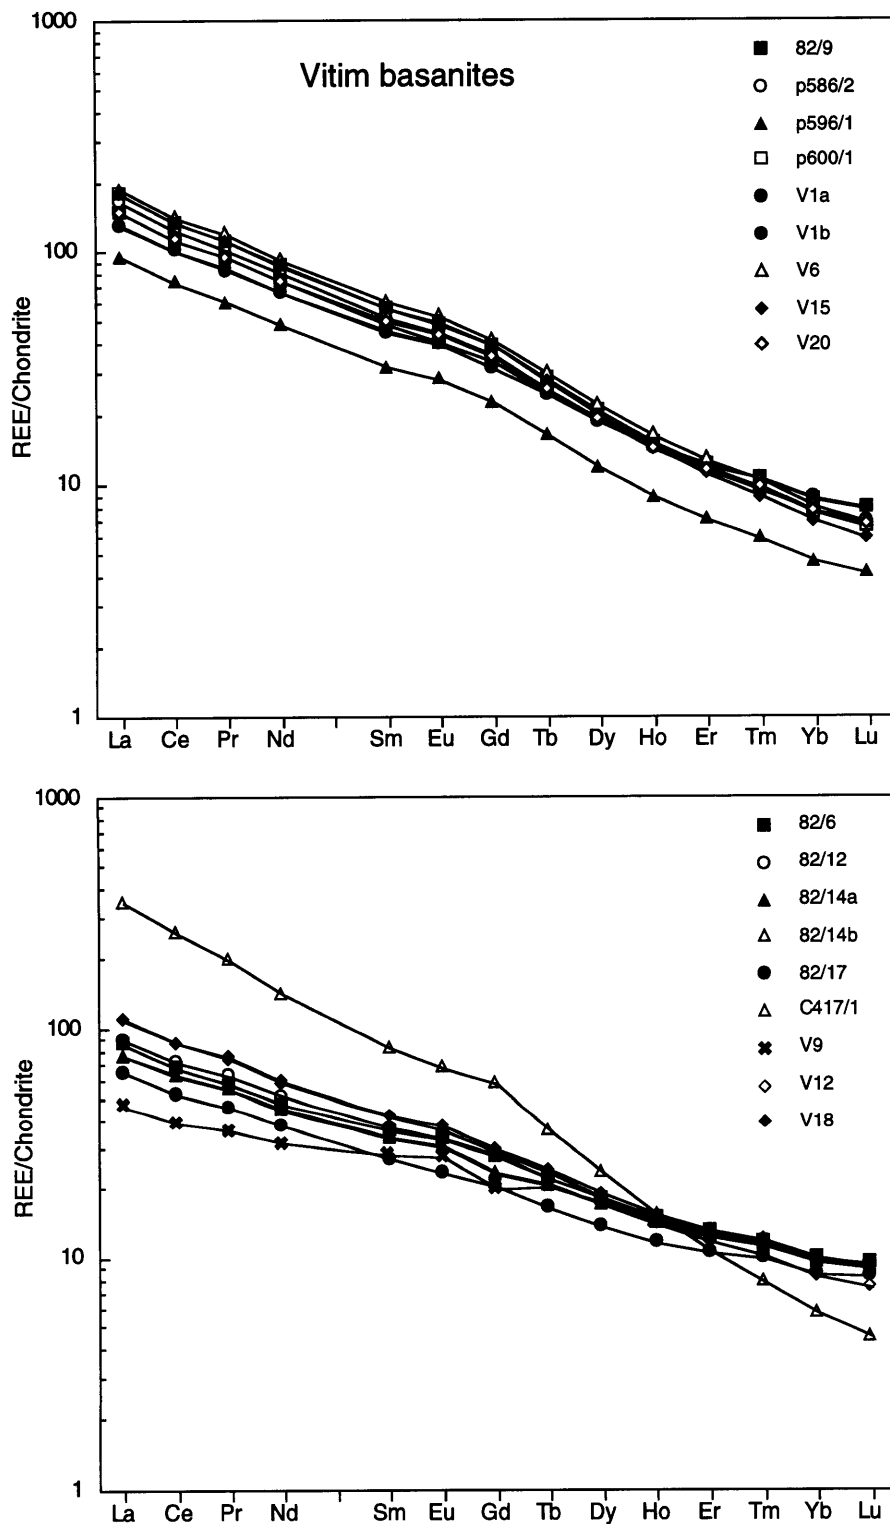 1000
Vitim basanites
82/9
p586/2
p596/1
p600/1
V1a
V1b
V6
V15
V20
100
10
1
REE/Chondrite
La Ce Pr Nd Sm Eu Gd Tb Dy Ho Er Tm Yb Lu
1000
82/6
82/12
82/14a
82/14b
82/17
C417/1
V9
V12
V18
100
10
1
REE/Chondrite
La Ce Pr Nd Sm Eu Gd Tb Dy Ho Er Tm Yb Lu